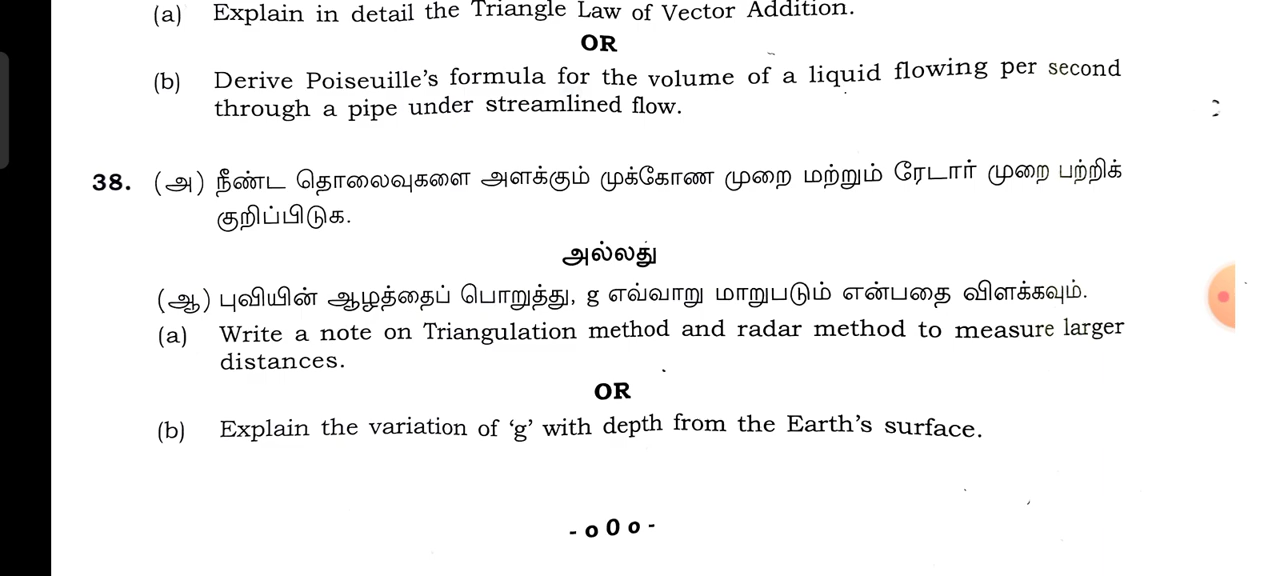 (a) Explain in detail the Triangle Law of Vector Addition.
OR
(b) Derive Poiseuille's formula for the volume of a liquid flowing per second
through a pipe under streamlined flow.
38. (அ) நீண்ட தொலைவுகளை அளக்கும் முக்கோண முறை மற்றும் ரேடார் முறை பற்றிக்
குறிப்பிடுக.
அல்லது
(ஆ) புவியின் ஆழத்தைப் பொறுத்து, g எவ்வாறு மாறுபடும் என்பதை விளக்கவும்.
(a) Write a note on Triangulation method and radar method to measure larger
distances.
OR
(b) Explain the variation of 'g' with depth from the Earth's surface.
- o 0 o -